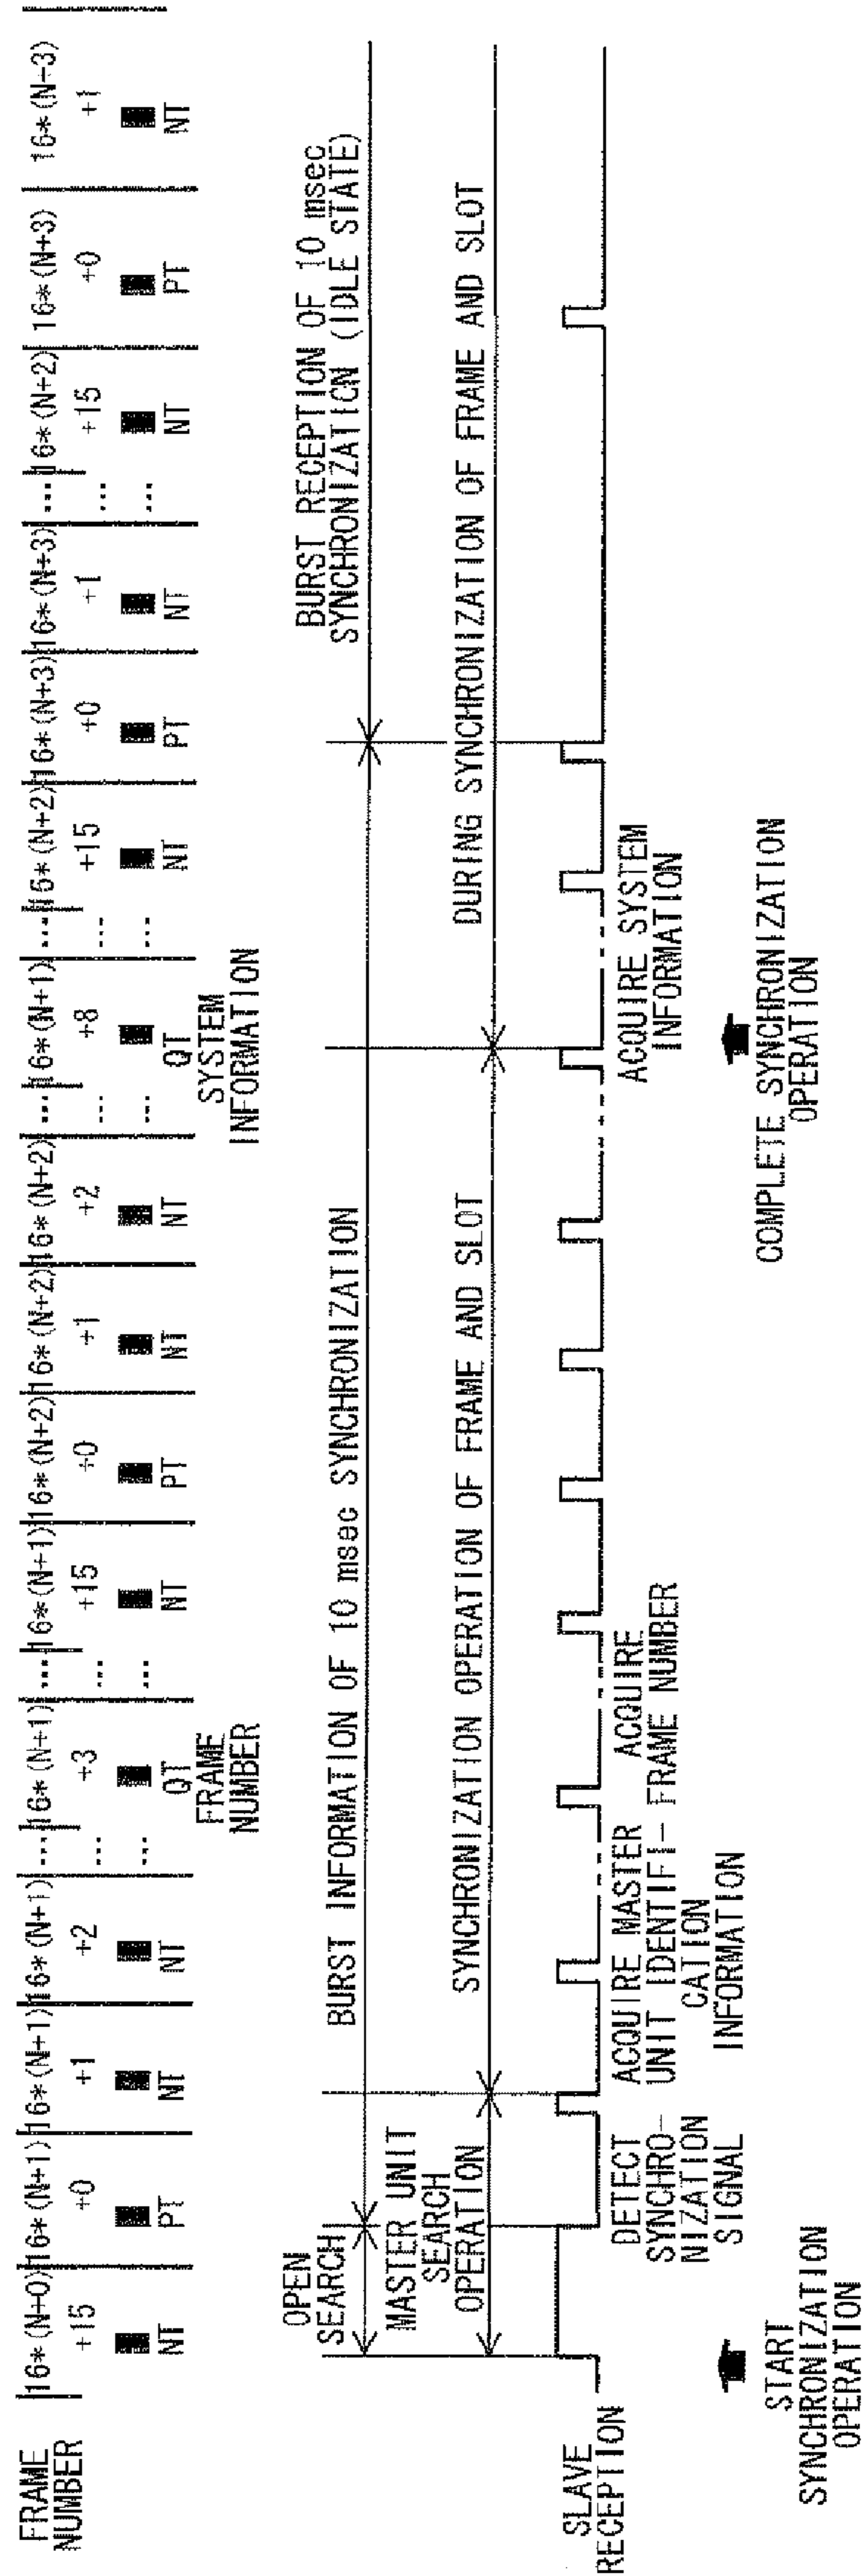 FRAME
NUMBER
16*(N+0) 16*(N+1) 16*(N+1) 16*(N+1) ... 16*(N+1) ... 16*(N+1) 16*(N+2) 16*(N+2) 16*(N+2) ... 16*(N+1) ... 16*(N+2) 16*(N+3) 16*(N+3) ... 16*(N+2) 16*(N+3) 16*(N+3)
+15 +0 +1 +2 ... +3 ... +15 +0 +1 +2 ... +8 ... +15 +0 +1 ... +15 +0 +1
... ... ... ... ...
NT PT NT NT QT NT PT NT NT QT NT PT NT NT PT NT
FRAME
NUMBER
SYSTEM
INFORMATION
OPEN
SEARCH
BURST INFORMATION OF 10 msec SYNCHRONIZATION
BURST RECEPTION OF 10 msec
SYNCHRONIZATION (IDLE STATE)
MASTER UNIT
SEARCH
OPERATION
SYNCHRONIZATION OPERATION OF FRAME AND SLOT
DURING SYNCHRONIZATION OF FRAME AND SLOT
SLAVE
RECEPTION
DETECT
SYNCHRO-
NIZATION
SIGNAL
ACQUIRE MASTER
UNIT IDENTIFI-
CATION
INFORMATION
ACQUIRE
FRAME NUMBER
ACQUIRE SYSTEM
INFORMATION
START
SYNCHRONIZATION
OPERATION
COMPLETE SYNCHRONIZATION
OPERATION